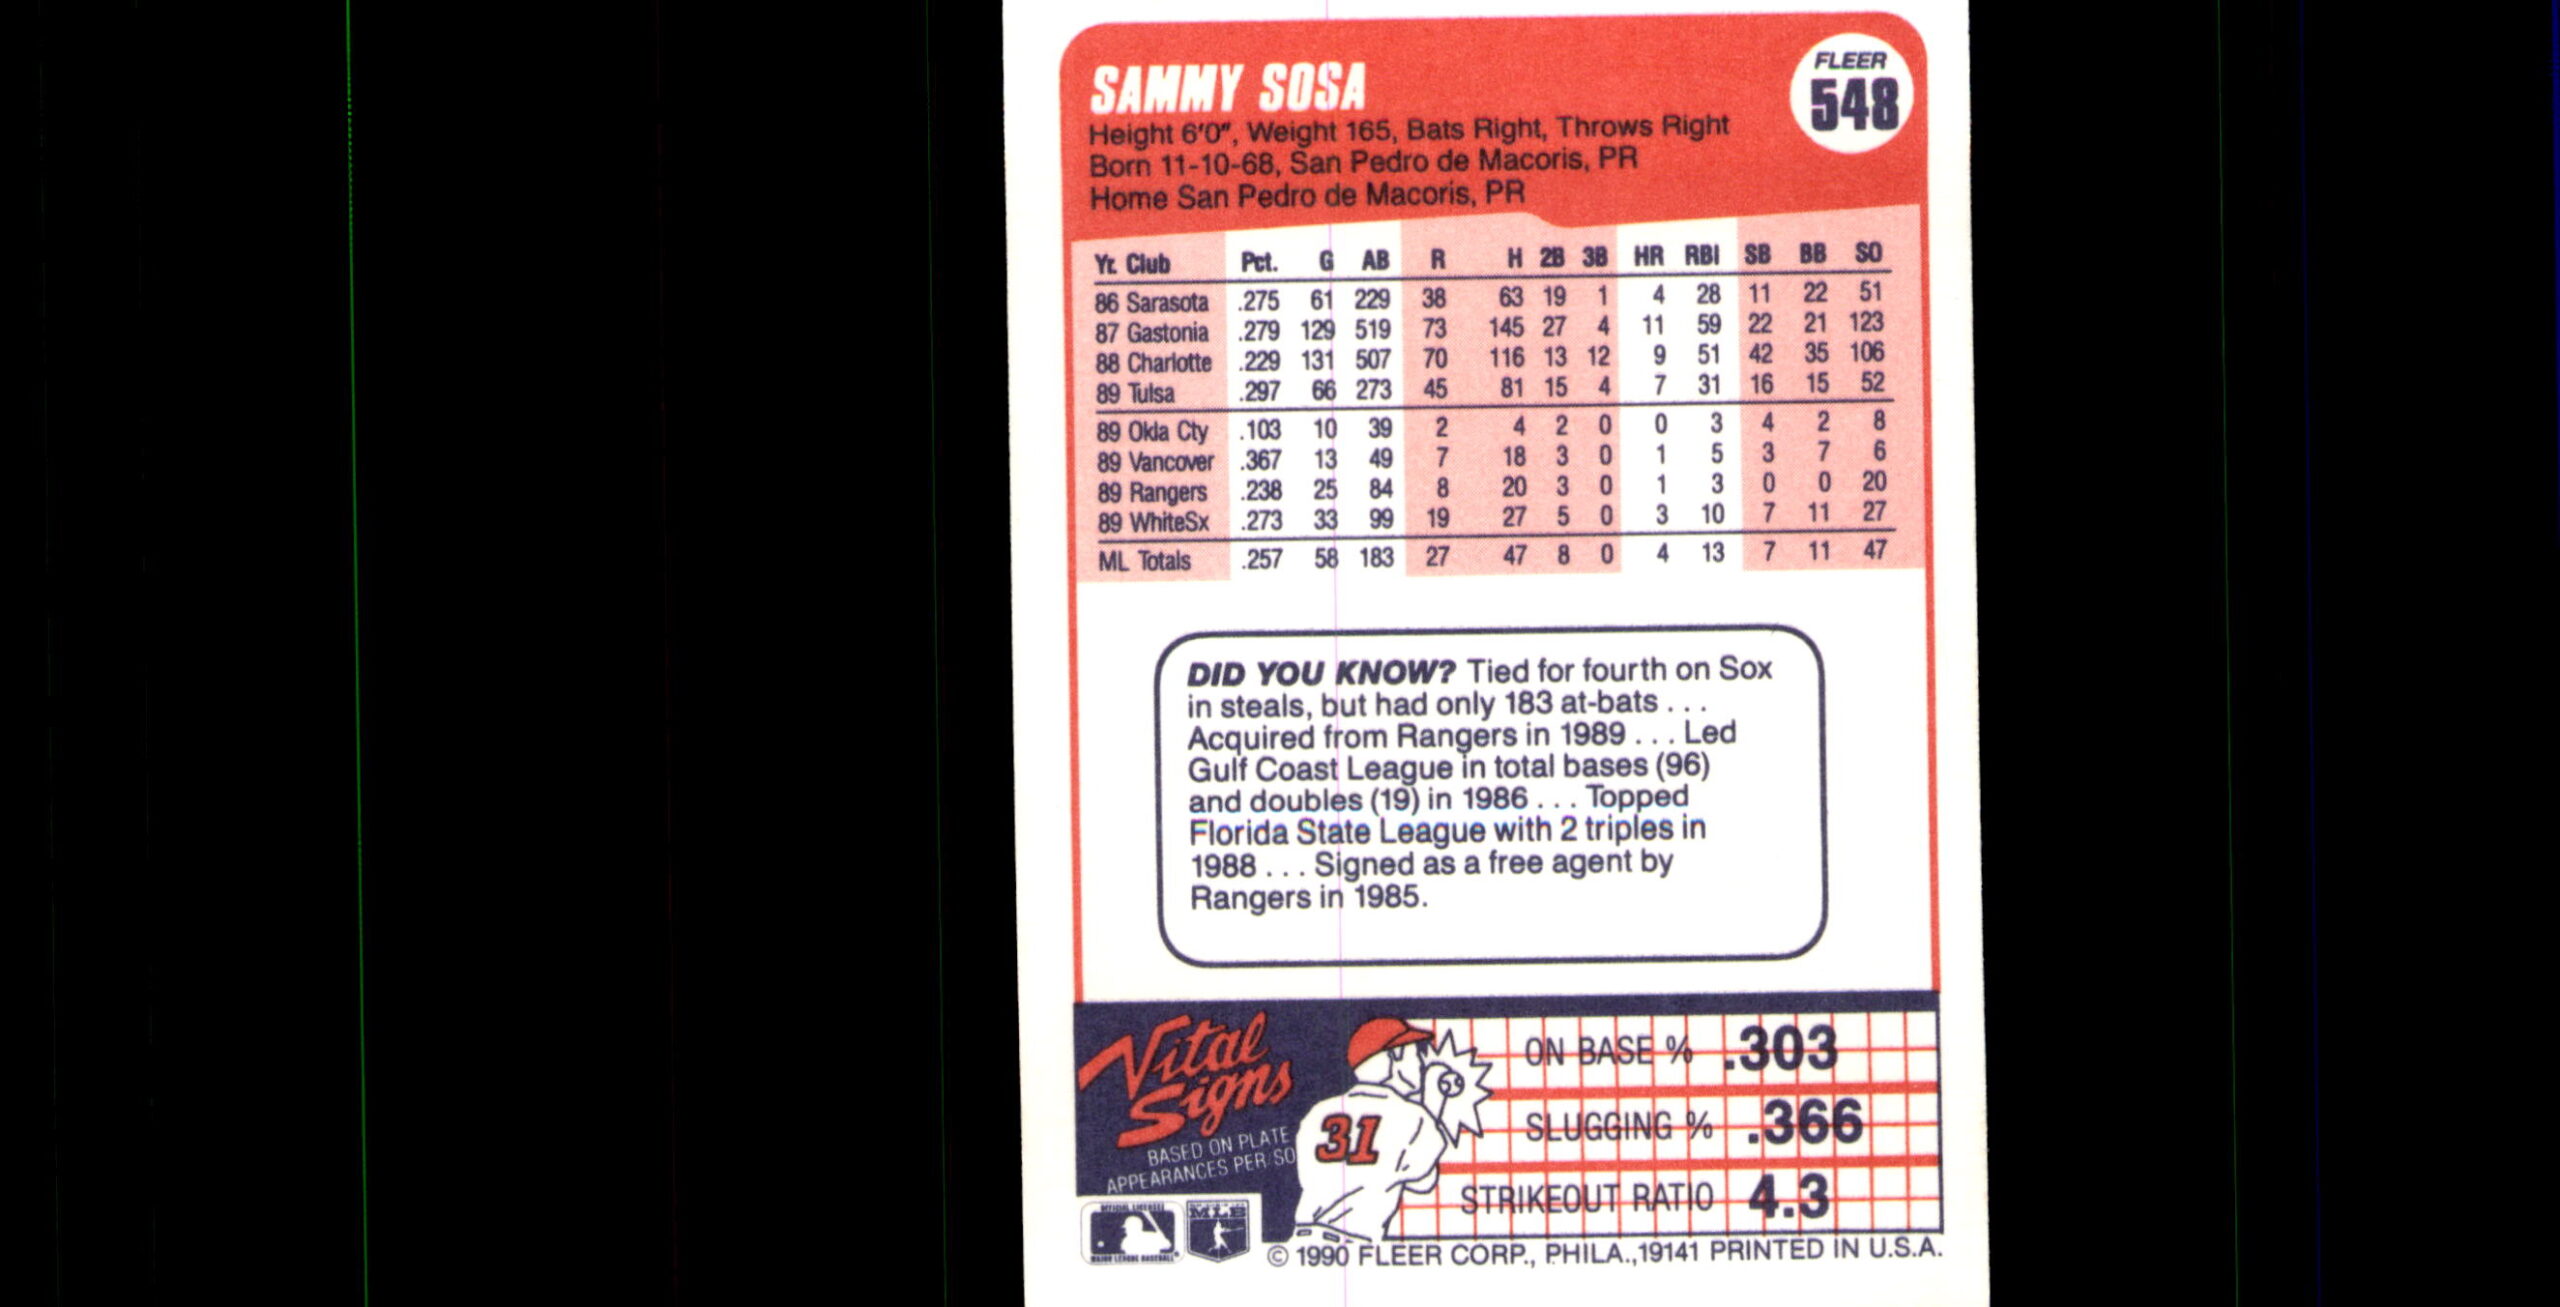 SAMMY SOSA
FLEER
548
Height 6'0", Weight 165, Bats Right, Throws Right
Born 11-10-68, San Pedro de Macoris, PR
Home San Pedro de Macoris, PR
Yr. Club Pct. G AB R H 2B 3B HR RBI SB BB SO
86 Sarasota .275 61 229 38 63 19 1 4 28 11 22 51
87 Gastonia .279 129 519 73 145 27 4 11 59 22 21 123
88 Charlotte .229 131 507 70 116 13 12 9 51 42 35 106
89 Tulsa .297 66 273 45 81 15 4 7 31 16 15 52
89 Okla Cty .103 10 39 2 4 2 0 0 3 4 2 8
89 Vancover .367 13 49 7 18 3 0 1 5 3 7 6
89 Rangers .238 25 84 8 20 3 0 1 3 0 0 20
89 WhiteSx .273 33 99 19 27 5 0 3 10 7 11 27
ML Totals .257 58 183 27 47 8 0 4 13 7 11 47
DID YOU KNOW? Tied for fourth on Sox
in steals, but had only 183 at-bats . . .
Acquired from Rangers in 1989 . . . Led
Gulf Coast League in total bases (96)
and doubles (19) in 1986 . . . Topped
Florida State League with 2 triples in
1988 . . . Signed as a free agent by
Rangers in 1985.
Vital
Signs
BASED ON PLATE
APPEARANCES PER/SO
31
ON BASE % .303
SLUGGING % .366
STRIKEOUT RATIO 4.3
OFFICIAL LICENSEE
MAJOR LEAGUE BASEBALL
MLB
© 1990 FLEER CORP., PHILA.,19141 PRINTED IN U.S.A.